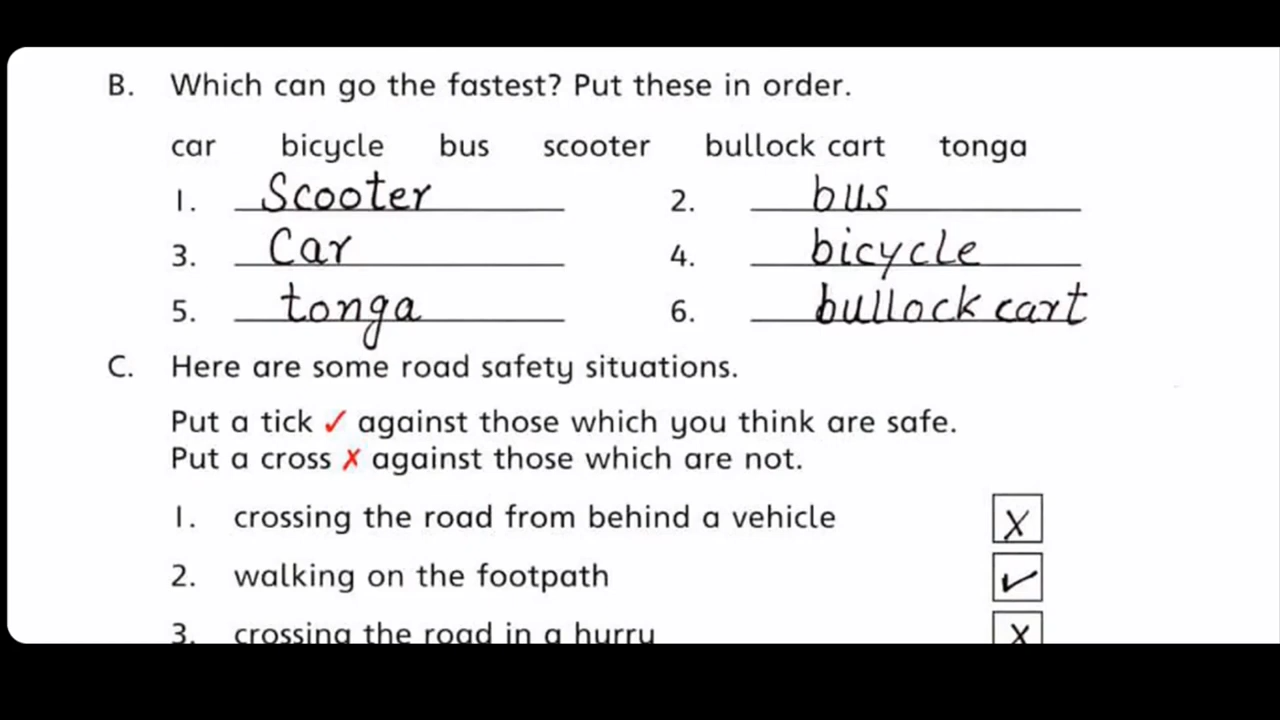 B. Which can go the fastest? Put these in order.
car bicycle bus scooter bullock cart tonga
1. Scooter 2. bus
3. Car 4. bicycle
5. tonga 6. bullock cart
C. Here are some road safety situations.
Put a tick ✓ against those which you think are safe.
Put a cross ✗ against those which are not.
1. crossing the road from behind a vehicle X
2. walking on the footpath ✓
3. crossing the road in a hurry X